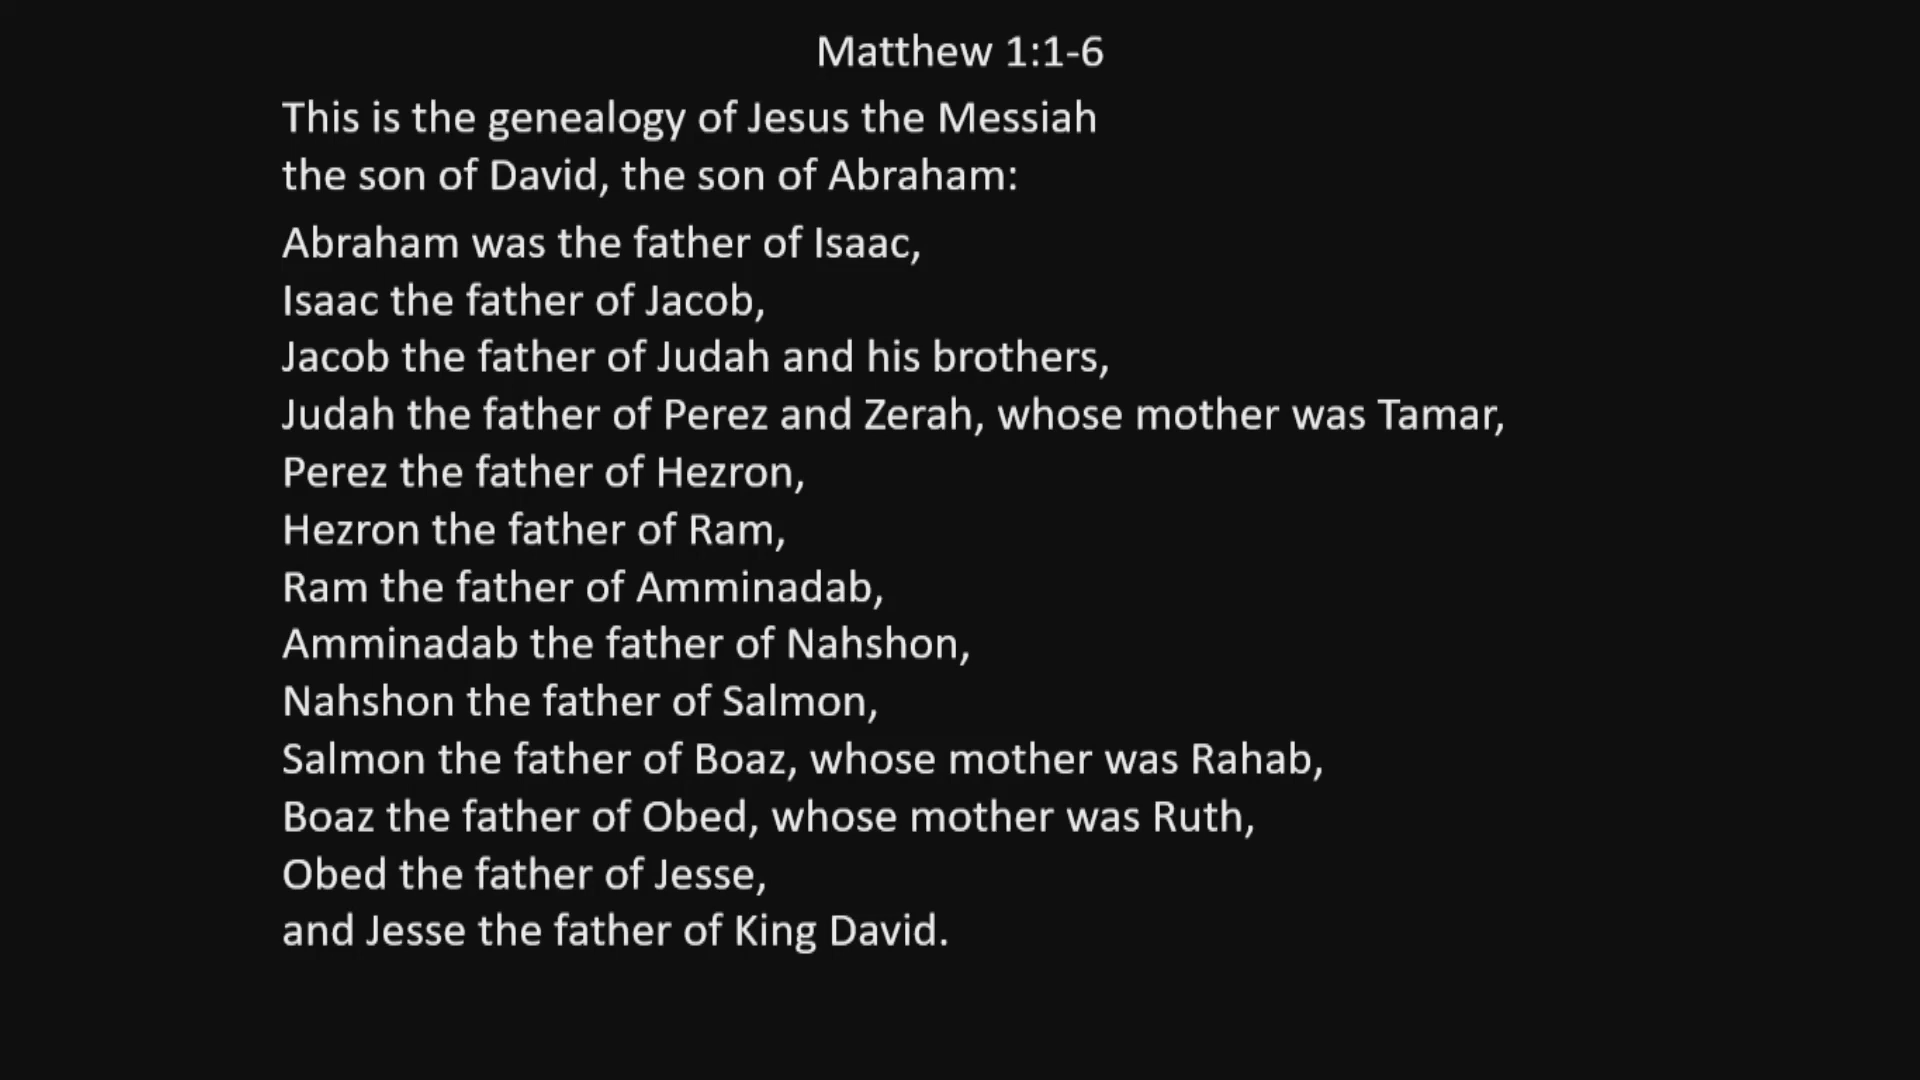 Matthew 1:1-6
This is the genealogy of Jesus the Messiah
the son of David, the son of Abraham:
Abraham was the father of Isaac,
Isaac the father of Jacob,
Jacob the father of Judah and his brothers,
Judah the father of Perez and Zerah, whose mother was Tamar,
Perez the father of Hezron,
Hezron the father of Ram,
Ram the father of Amminadab,
Amminadab the father of Nahshon,
Nahshon the father of Salmon,
Salmon the father of Boaz, whose mother was Rahab,
Boaz the father of Obed, whose mother was Ruth,
Obed the father of Jesse,
and Jesse the father of King David.